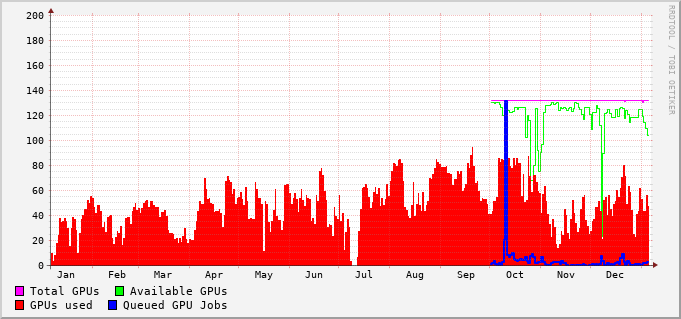 200
180
160
140
120
100
80
60
40
20
0
Jan Feb Mar Apr May Jun Jul Aug Sep Oct Nov Dec
Total GPUs Available GPUs
GPUs used Queued GPU Jobs
RRDTOOL / TOBI OETIKER